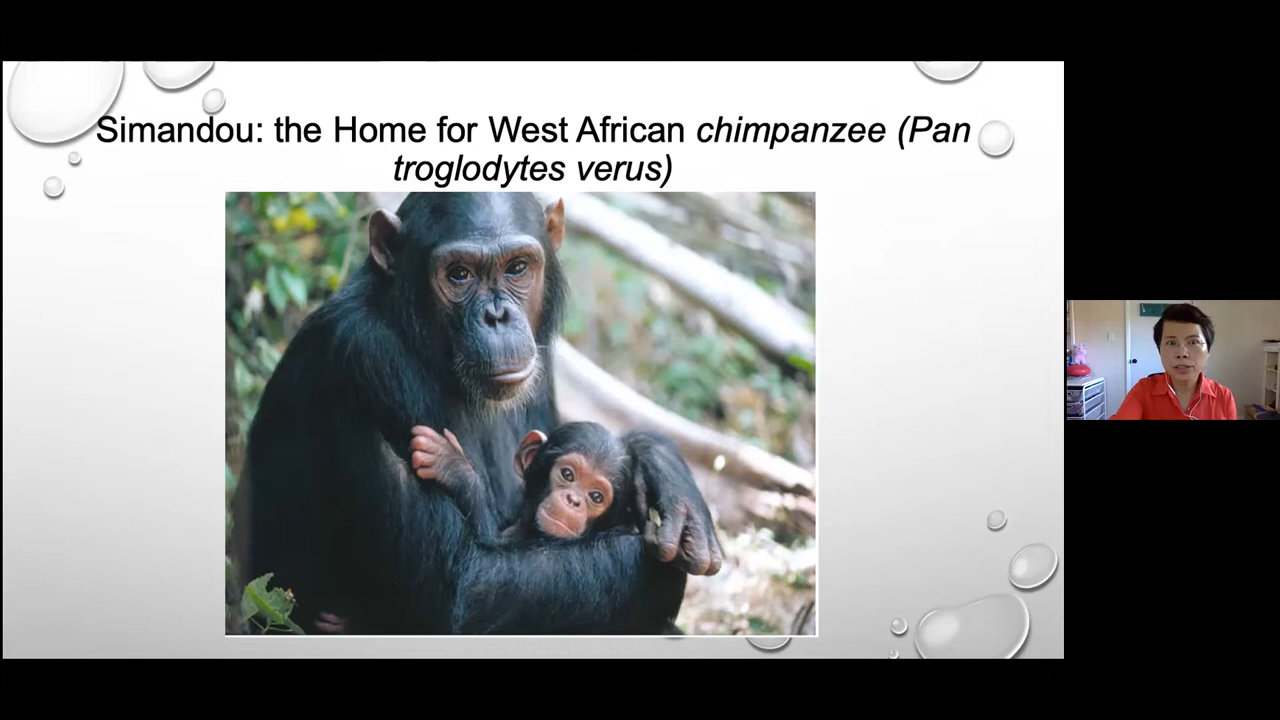 Simandou: the Home for West African chimpanzee (Pan
troglodytes verus)